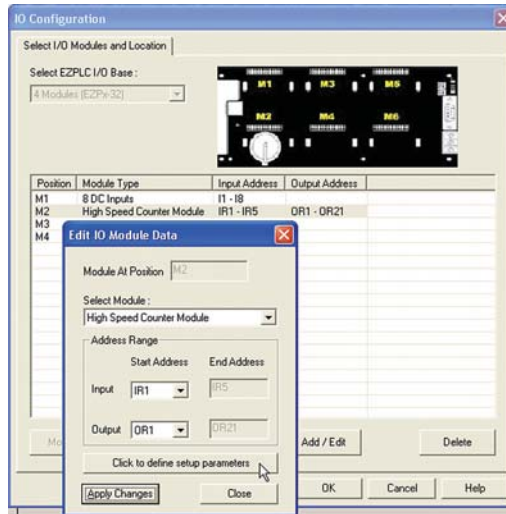 IO Configuration
Select I/O Modules and Location
Select EZPLC I/O Base :
4 Modules (EZPx-32)
M1 M3 M5
M2 M4 M6
Position Module Type Input Address Output Address
M1 8 DC Inputs I1 - I8
M2 High Speed Counter Module IR1 - IR5 OR1 - OR21
M3
M4
Edit IO Module Data
Module At Position M2
Select Module :
High Speed Counter Module
Address Range
Start Address End Address
Input IR1 IR5
Output OR1 OR21
Click to define setup parameters
Apply Changes Close
Add / Edit Delete
OK Cancel Help